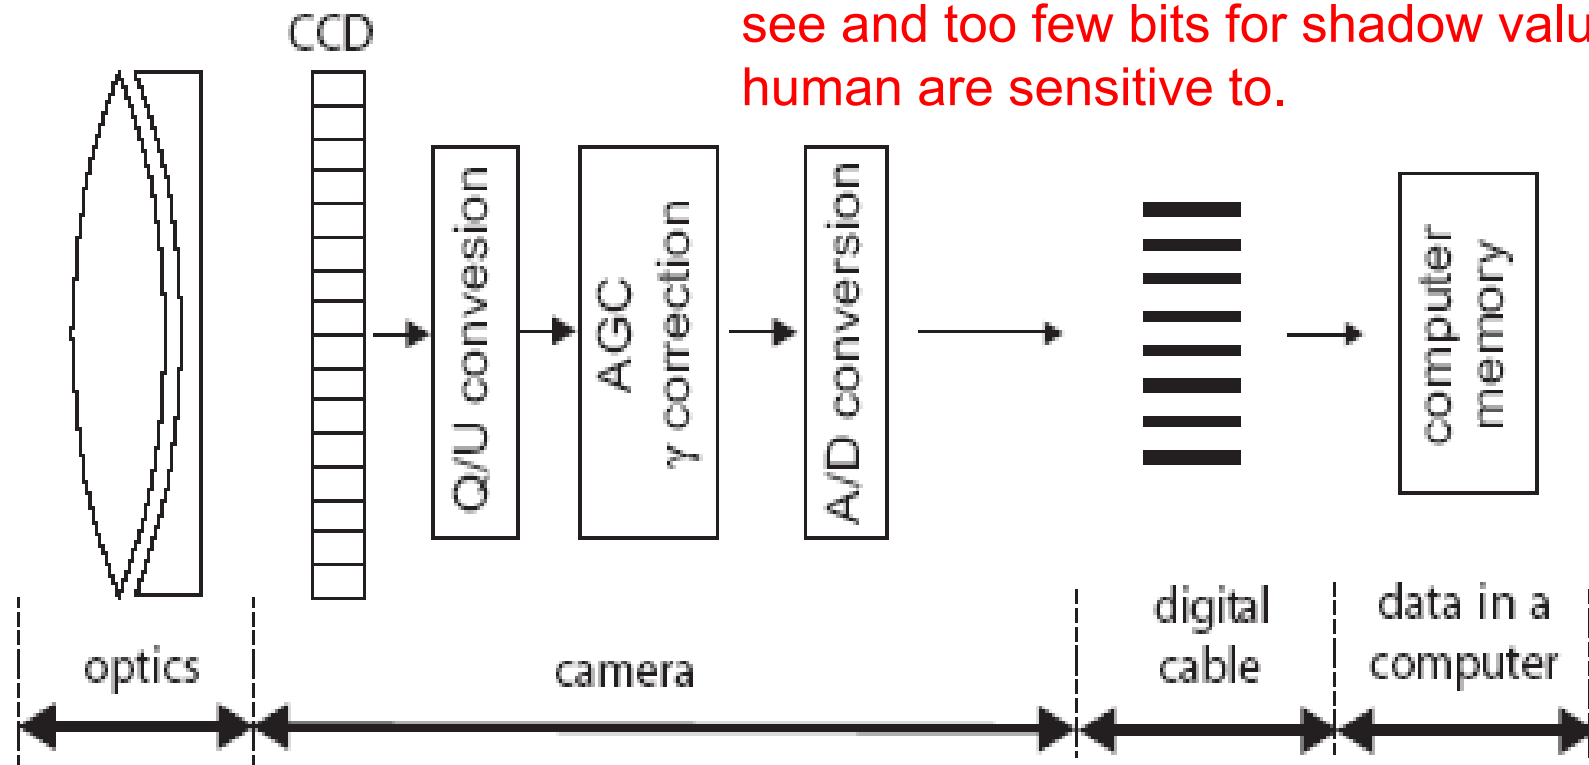 see and too few bits for shadow valu
human are sensitive to.
CCD
Q/U convesion
AGC
γ correction
A/D conversion
computer
memory
optics
camera
digital
cable
data in a
computer